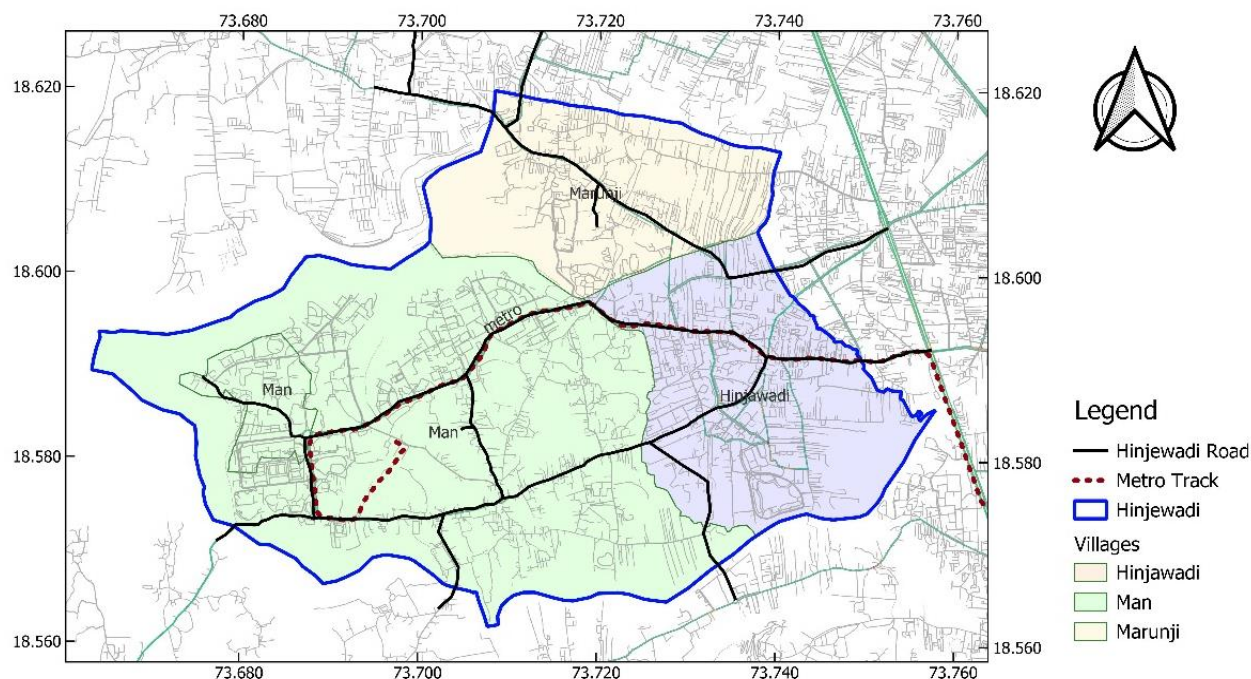 73.680 73.700 73.720 73.740 73.760
18.620 18.620
Marunji
18.600 18.600
metro
Man
Hinjawadi
Man
18.580 18.580
18.560 18.560
73.680 73.700 73.720 73.740 73.760
Legend
Hinjewadi Road
Metro Track
Hinjewadi
Villages
Hinjawadi
Man
Marunji